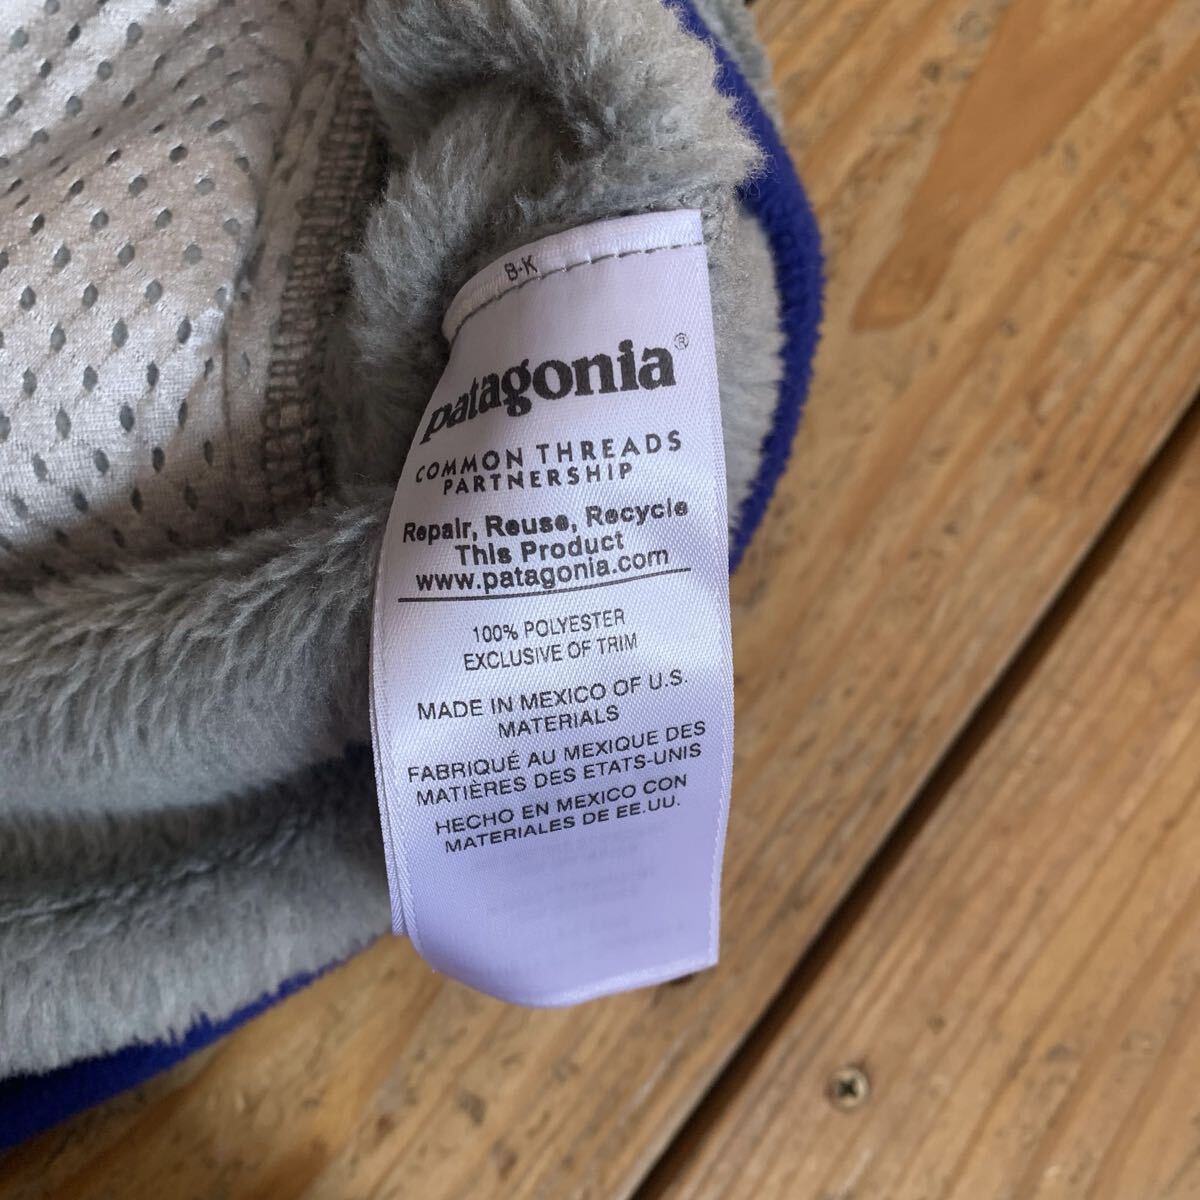 8-K
patagonia®
COMMON THREADS
PARTNERSHIP
Repair, Reuse, Recycle
This Product
www.patagonia.com
100% POLYESTER
EXCLUSIVE OF TRIM
MADE IN MEXICO OF U.S.
MATERIALS
FABRIQUÉ AU MEXIQUE DES
MATIÈRES DES ETATS-UNIS
HECHO EN MEXICO CON
MATERIALES DE EE.UU.